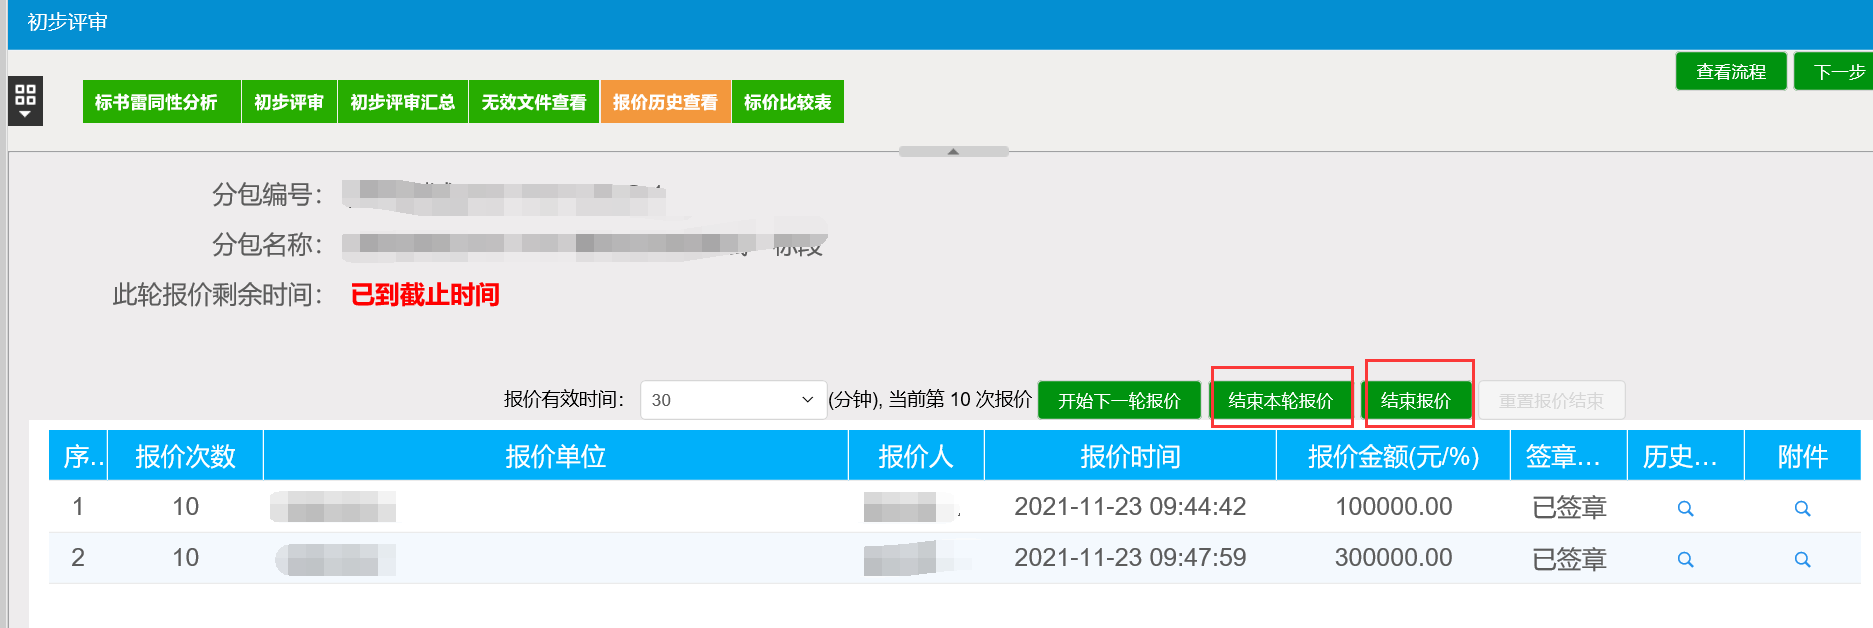 初步评审
查看流程 下一步
标书雷同性分析 初步评审 初步评审汇总 无效文件查看 报价历史查看 标价比较表
分包编号：
分包名称： 标段
此轮报价剩余时间： 已到截止时间
报价有效时间： 30 (分钟), 当前第 10 次报价 开始下一轮报价 结束本轮报价 结束报价 重置报价结束
序.. 报价次数 报价单位 报价人 报价时间 报价金额(元/%) 签章... 历史... 附件
1 10 2021-11-23 09:44:42 100000.00 已签章
2 10 2021-11-23 09:47:59 300000.00 已签章